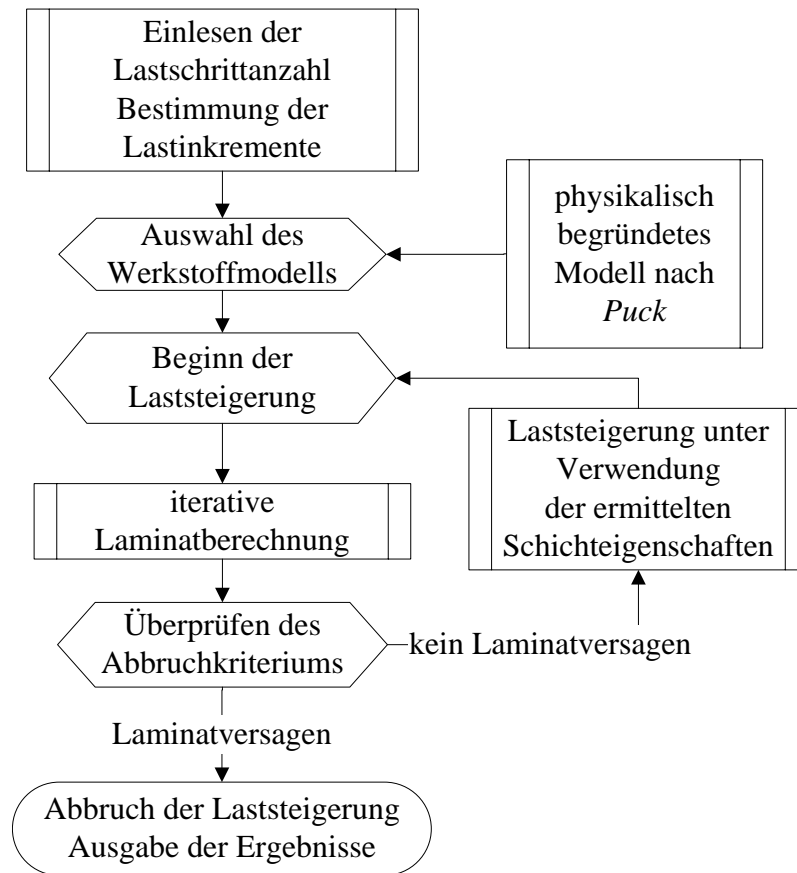 Einlesen der
Lastschrittanzahl
Bestimmung der
Lastinkremente
physikalisch
begründetes
Modell nach
Puck
Auswahl des
Werkstoffmodells
Beginn der
Laststeigerung
Laststeigerung unter
Verwendung
der ermittelten
Schichteigenschaften
iterative
Laminatberechnung
Überprüfen des
Abbruchkriteriums
kein Laminatversagen
Laminatversagen
Abbruch der Laststeigerung
Ausgabe der Ergebnisse